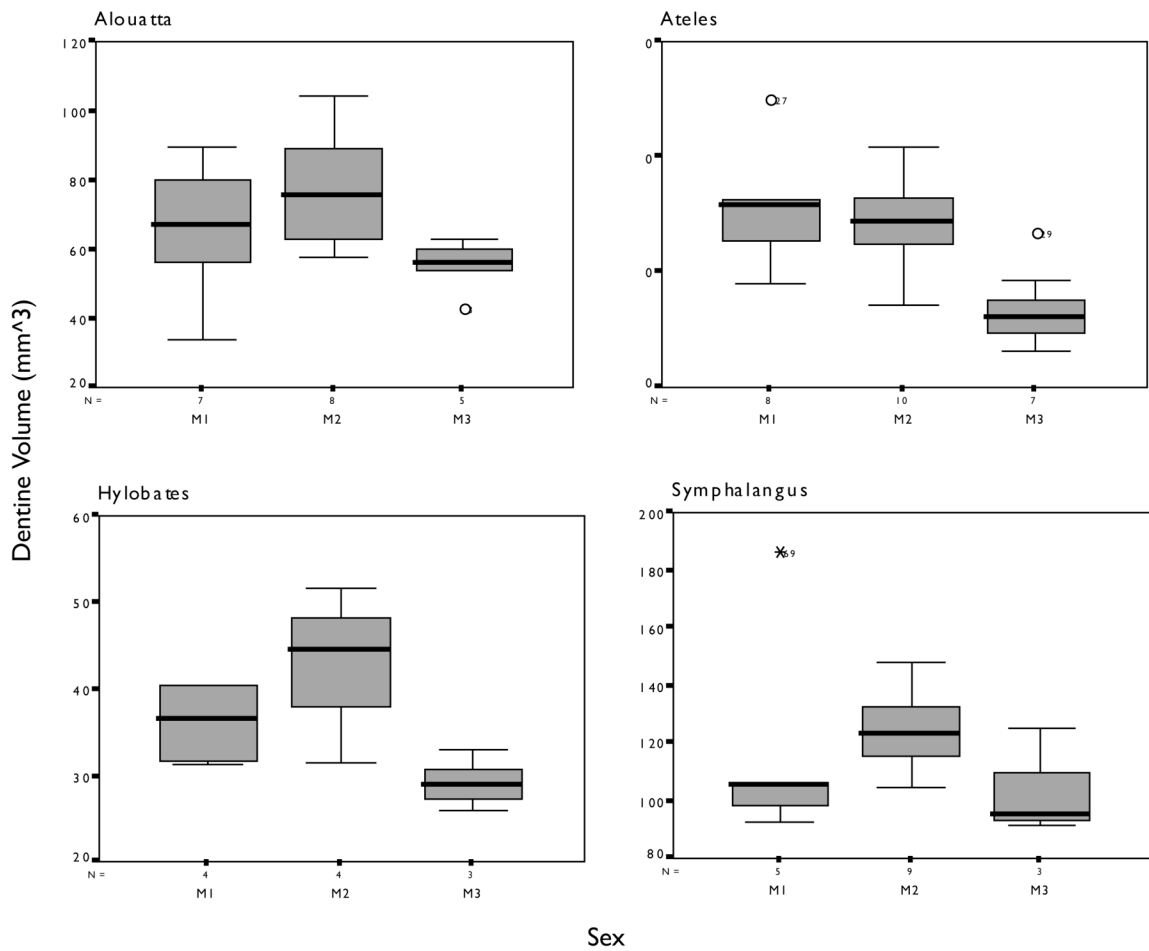 Alouatta
120
100
80
60
40
20
N = 7 8 5
M1 M2 M3
Ateles
27
29
0
0
0
0
N = 8 10 7
M1 M2 M3
Dentine Volume (mm^3)
Hylobates
60
50
40
30
20
N = 4 4 3
M1 M2 M3
Symphalangus
200
69
180
160
140
120
100
80
N = 5 9 3
M1 M2 M3
Sex